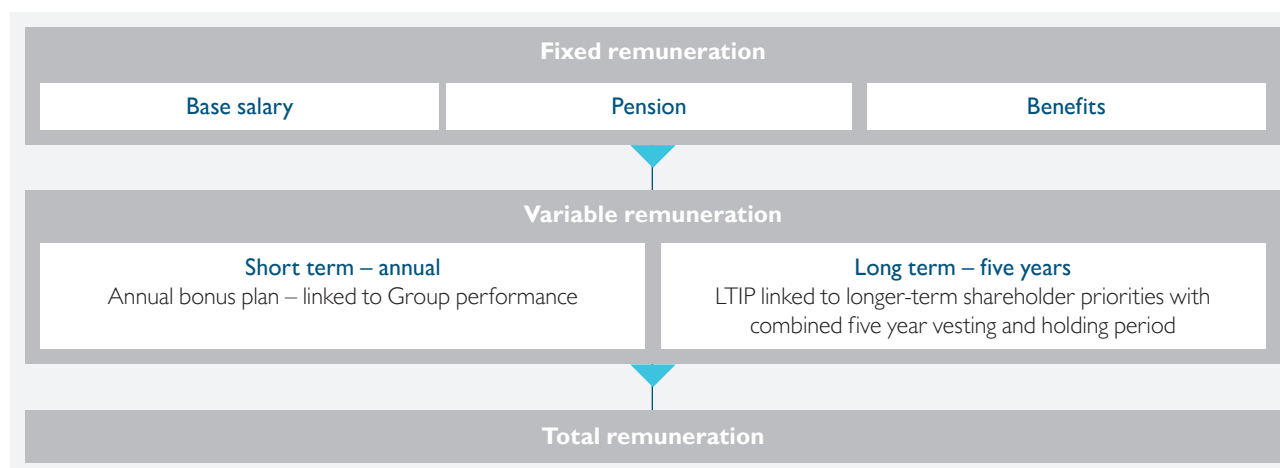 Fixed remuneration
Base salary
Pension
Benefits
Variable remuneration
Short term – annual
Annual bonus plan – linked to Group performance
Long term – five years
LTIP linked to longer-term shareholder priorities with
combined five year vesting and holding period
Total remuneration